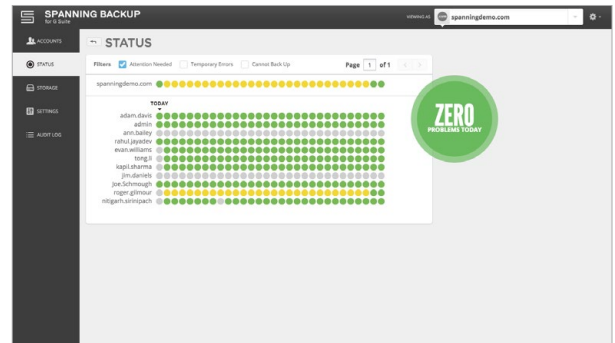 SPANNING BACKUP
for G Suite
spanningdemo.com
ACCOUNTS
STATUS
STORAGE
SETTINGS
AUDIT LOG
STATUS
Filters Attention Needed Temporary Errors Cannot Back Up Page 1 of 1
spanningdemo.com
TODAY
adam.davis
admin
ann.bailey
rahul.jayadev
evan.williams
tong.li
kapil.sharma
jim.daniels
Joe.Schmough
roger.gilmour
nitigarh.sirinipach
ZERO
PROBLEMS TODAY